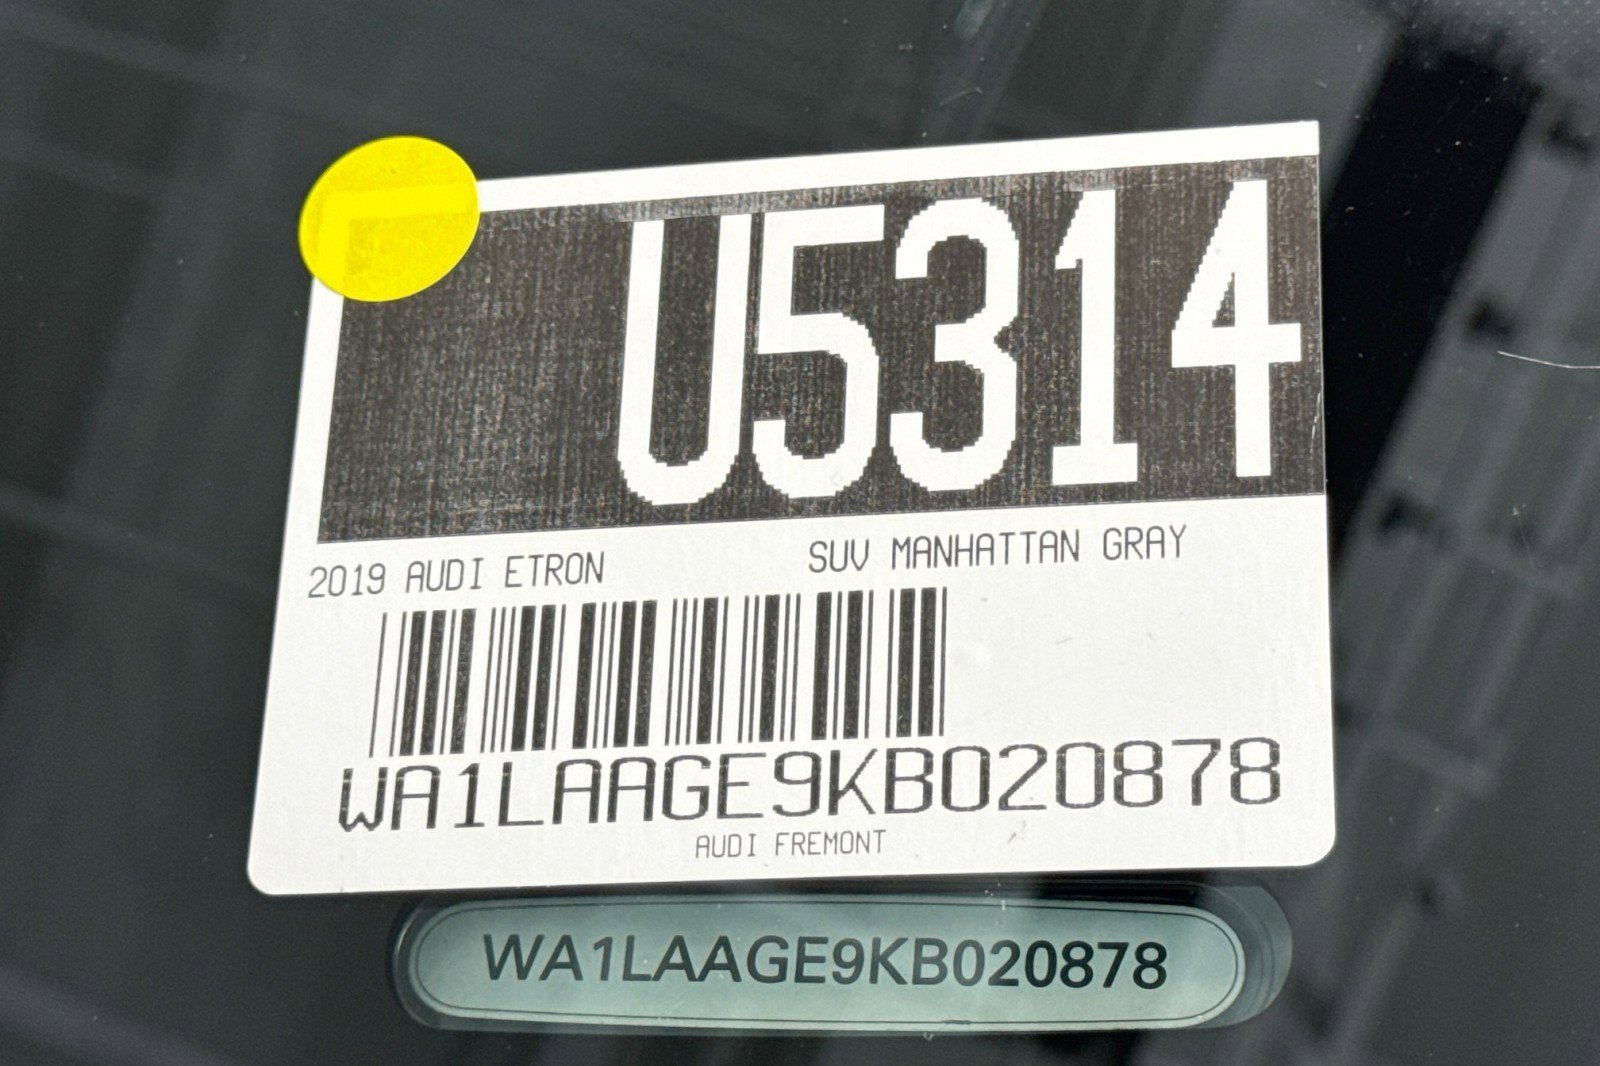 U5314
2019 AUDI ETRON SUV MANHATTAN GRAY
WA1LAAGE9KB020878
AUDI FREMONT
WA1LAAGE9KB020878